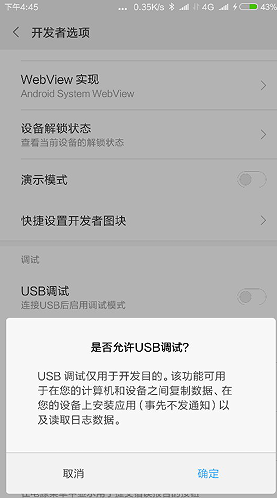 下午4:45 ... 0.35K/s 4G 43%
开发者选项
WebView 实现
Android System WebView
设备解锁状态
查看当前设备的解锁状态
演示模式
快捷设置开发者图块
调试
USB调试
连接USB后启用调试模式
是否允许USB调试?
USB 调试仅用于开发目的。该功能可用
于在您的计算机和设备之间复制数据、在
您的设备上安装应用（事先不发通知）以
及读取日志数据。
取消 确定